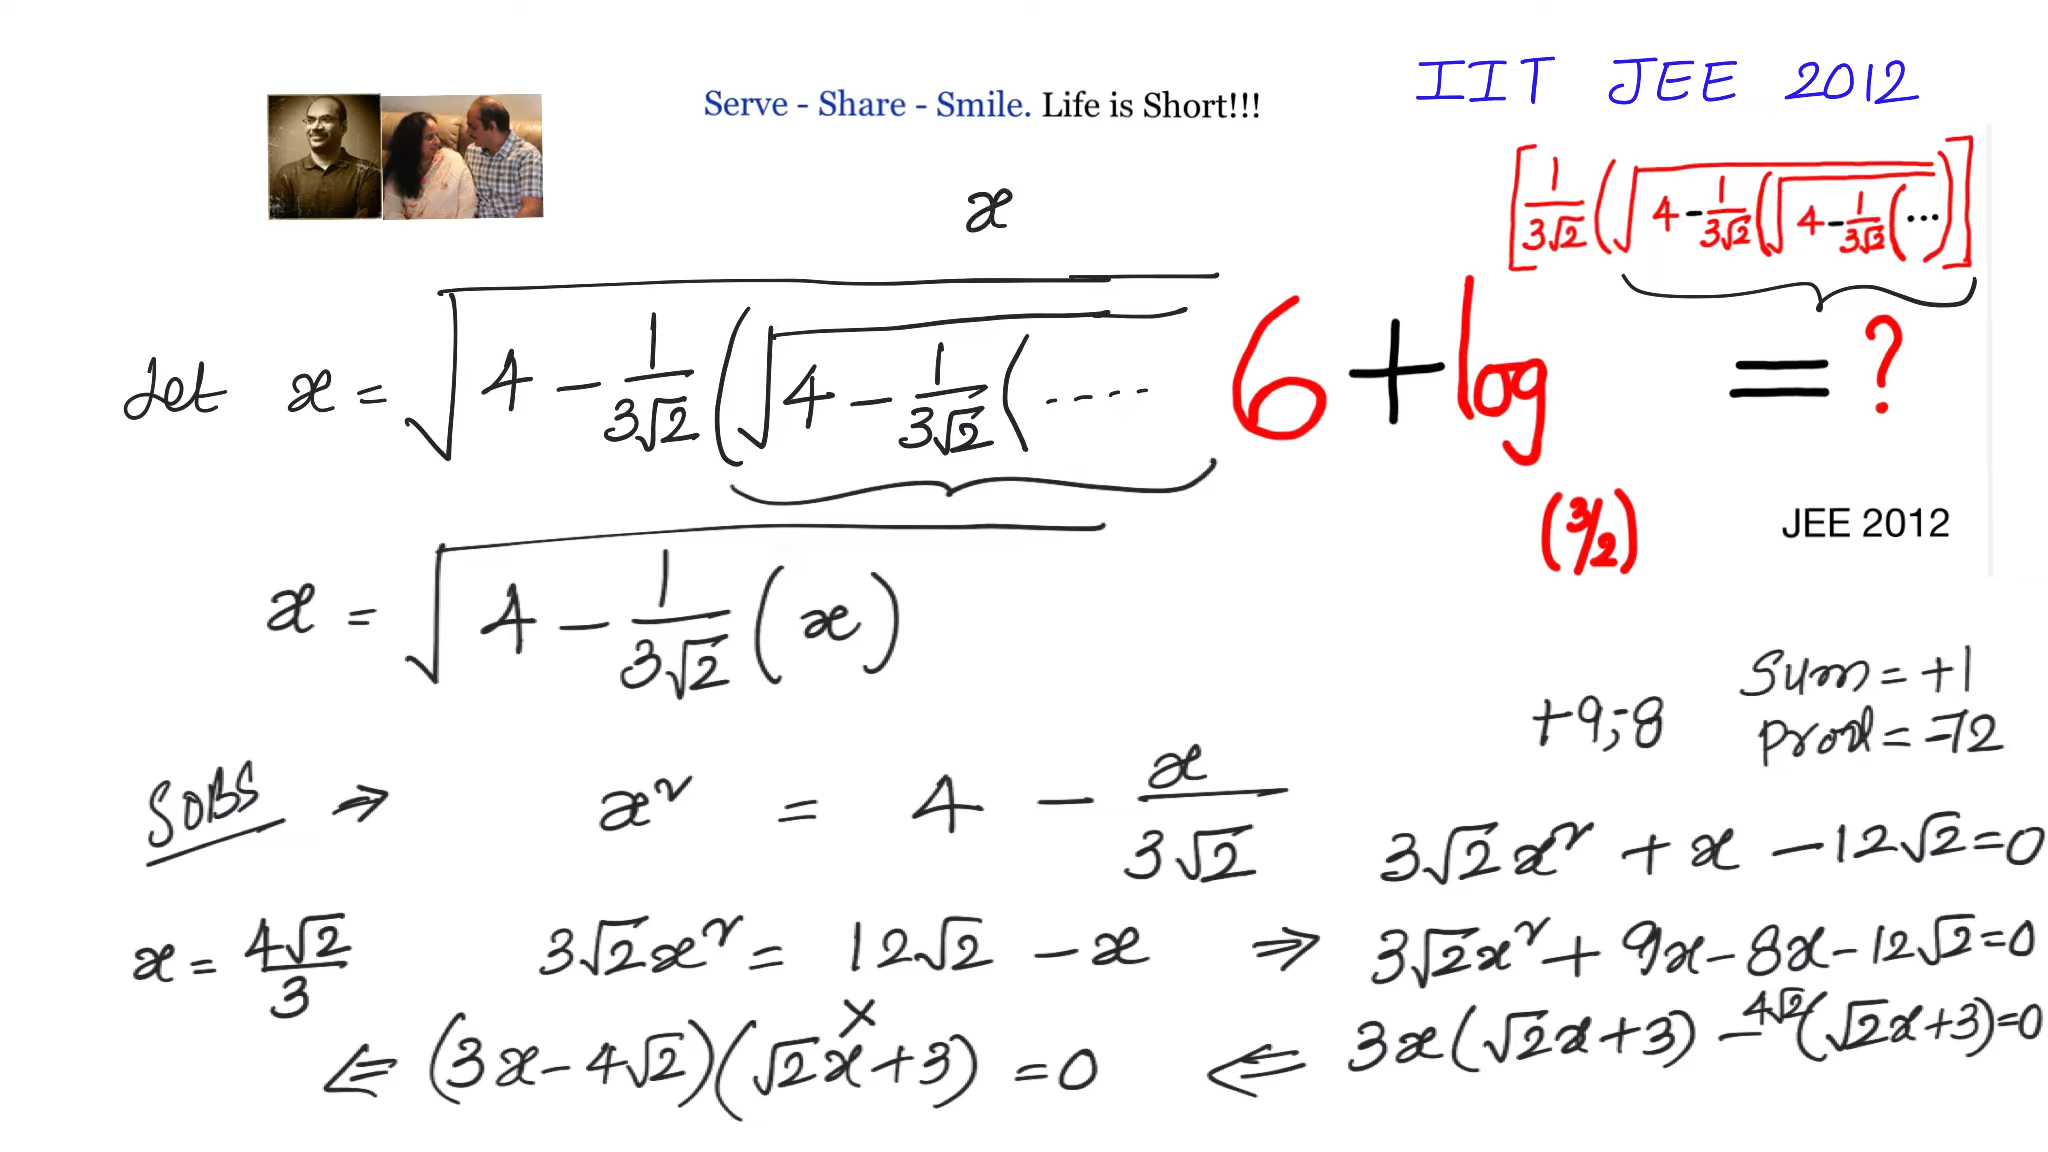 Serve - Share - Smile. Life is Short!!!
IIT JEE 2012
[1/(3√2) (√(4 - 1/(3√2) (√(4 - 1/(3√2) (...)]
6 + log = ?
(3/2)
JEE 2012
x
Let x = √(4 - 1/(3√2) (√(4 - 1/(3√2) (.....
x = √(4 - 1/(3√2) (x))
Sum = +1
+9;-8 Prod = -72
SOBS ⇒ x² = 4 - x/(3√2)
3√2x² + x - 12√2 = 0
x = 4√2/3
3√2x² = 12√2 - x ⇒ 3√2x² + 9x - 8x - 12√2 = 0
x
⇐ (3x - 4√2)(√2x + 3) = 0 ⇐ 3x(√2x + 3) - 4√2(√2x + 3) = 0